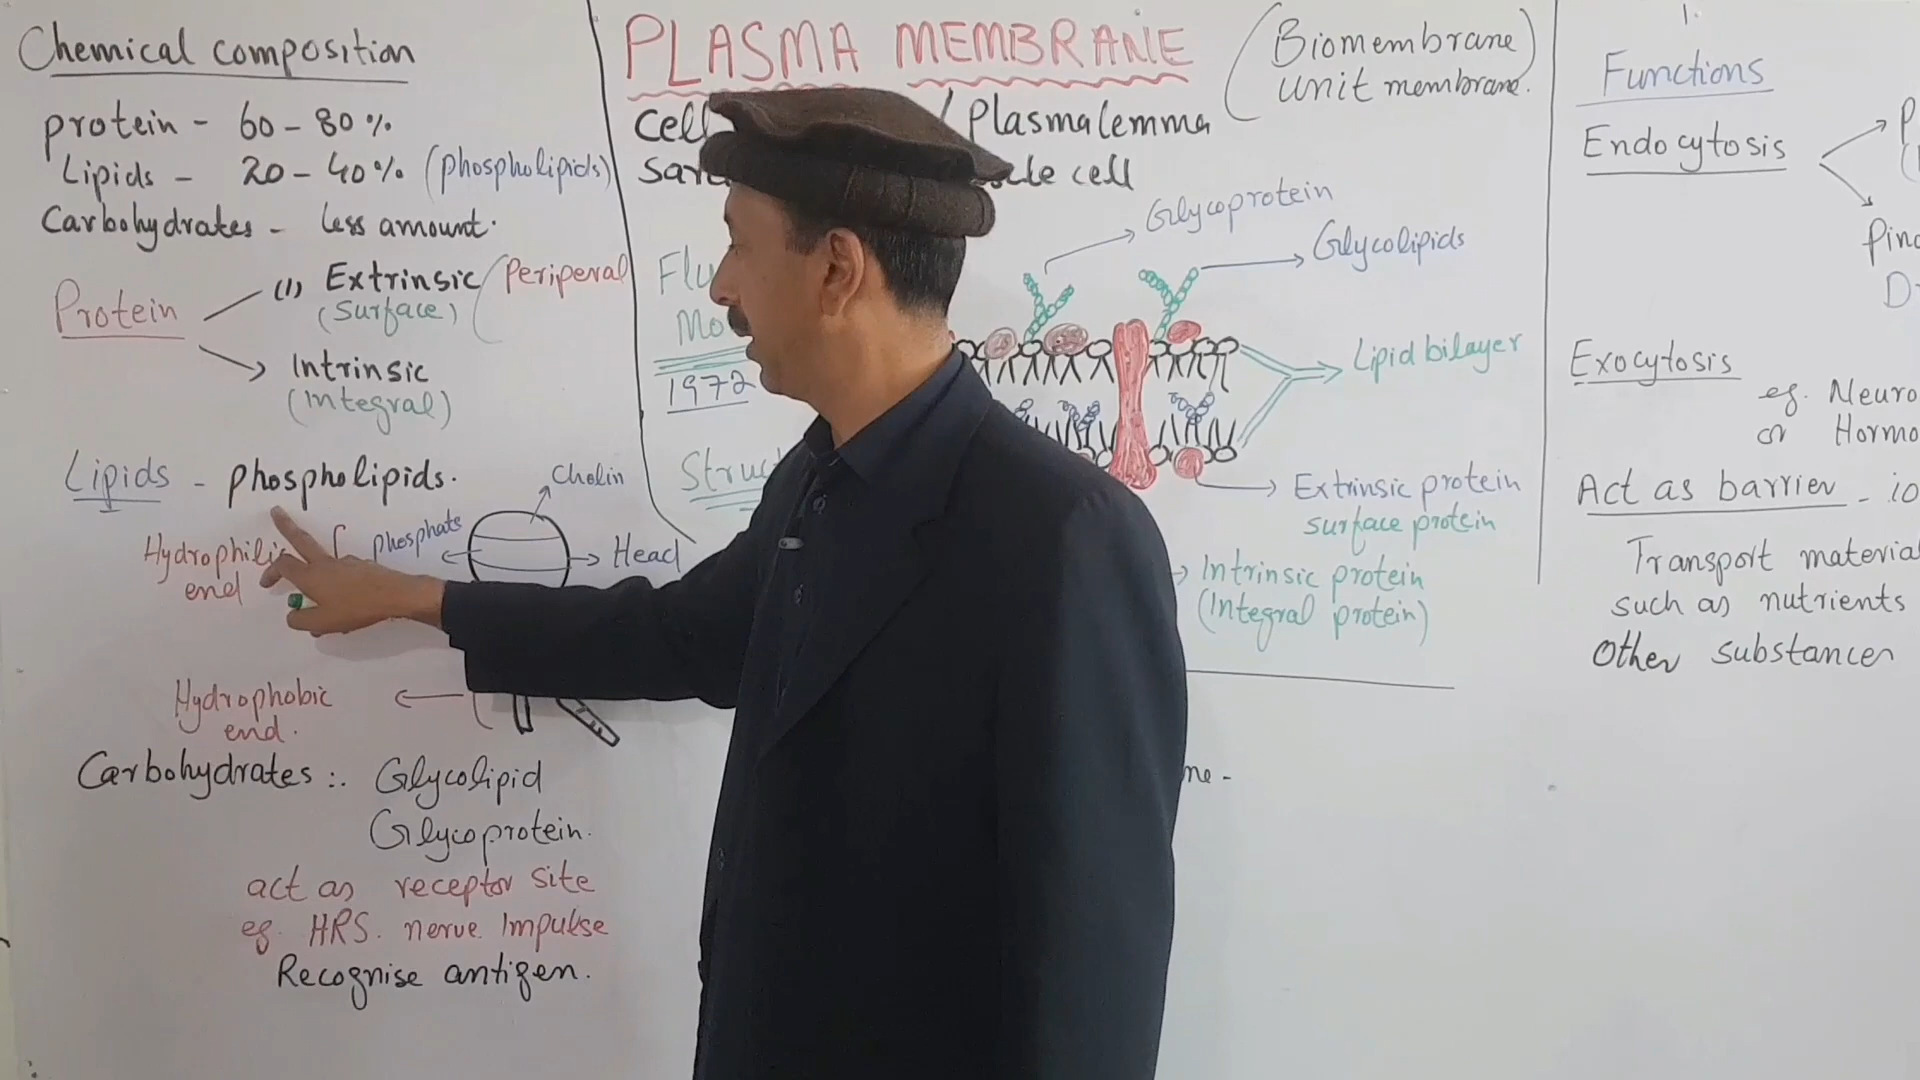 Chemical composition
protein - 60 - 80%
Lipids - 20 - 40% (phospholipids)
Carbohydrates - less amount.
Protein
(1) Extrinsic / Periperal
(Surface)
Intrinsic
(Integral)
Lipids - phospholipids.
Cholin
Hydrophilic
end
phosphate
Head
Hydrophobic
end.
Carbohydrates :. Glycolipid
Glycoprotein.
act as receptor site
eg. HRS. nerve Impulse
Recognise antigen.
PLASMA MEMBRANE
(Biomembrane)
unit membrane.
Cell / Plasmalemma
cell
Glycoprotein
Glycolipids
1972
Lipid bilayer
Extrinsic protein
surface protein
Intrinsic protein
(Integral protein)
1.
Functions
Endocytosis
Exocytosis
eg.
or
Act as barrier -
Transport
such as nutrients
Other substances